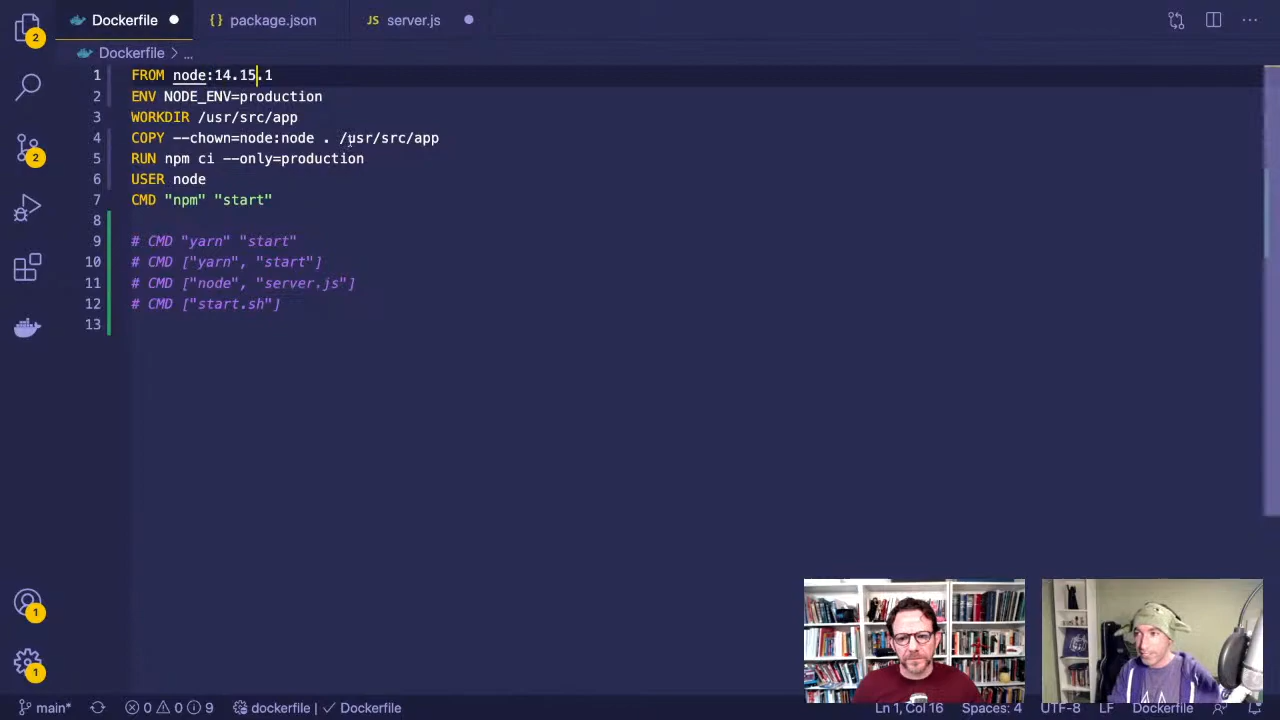 Dockerfile
{} package.json
JS server.js
Dockerfile > ...
1 FROM node:14.15.1
2 ENV NODE_ENV=production
3 WORKDIR /usr/src/app
4 COPY --chown=node:node . /usr/src/app
5 RUN npm ci --only=production
6 USER node
7 CMD "npm" "start"
8
9 # CMD "yarn" "start"
10 # CMD ["yarn", "start"]
11 # CMD ["node", "server.js"]
12 # CMD ["start.sh"]
13
2
2
1
1
main* 0 0 9 dockerfile | ✓ Dockerfile Ln 1, Col 16 Spaces: 4 UTF-8 LF Dockerfile